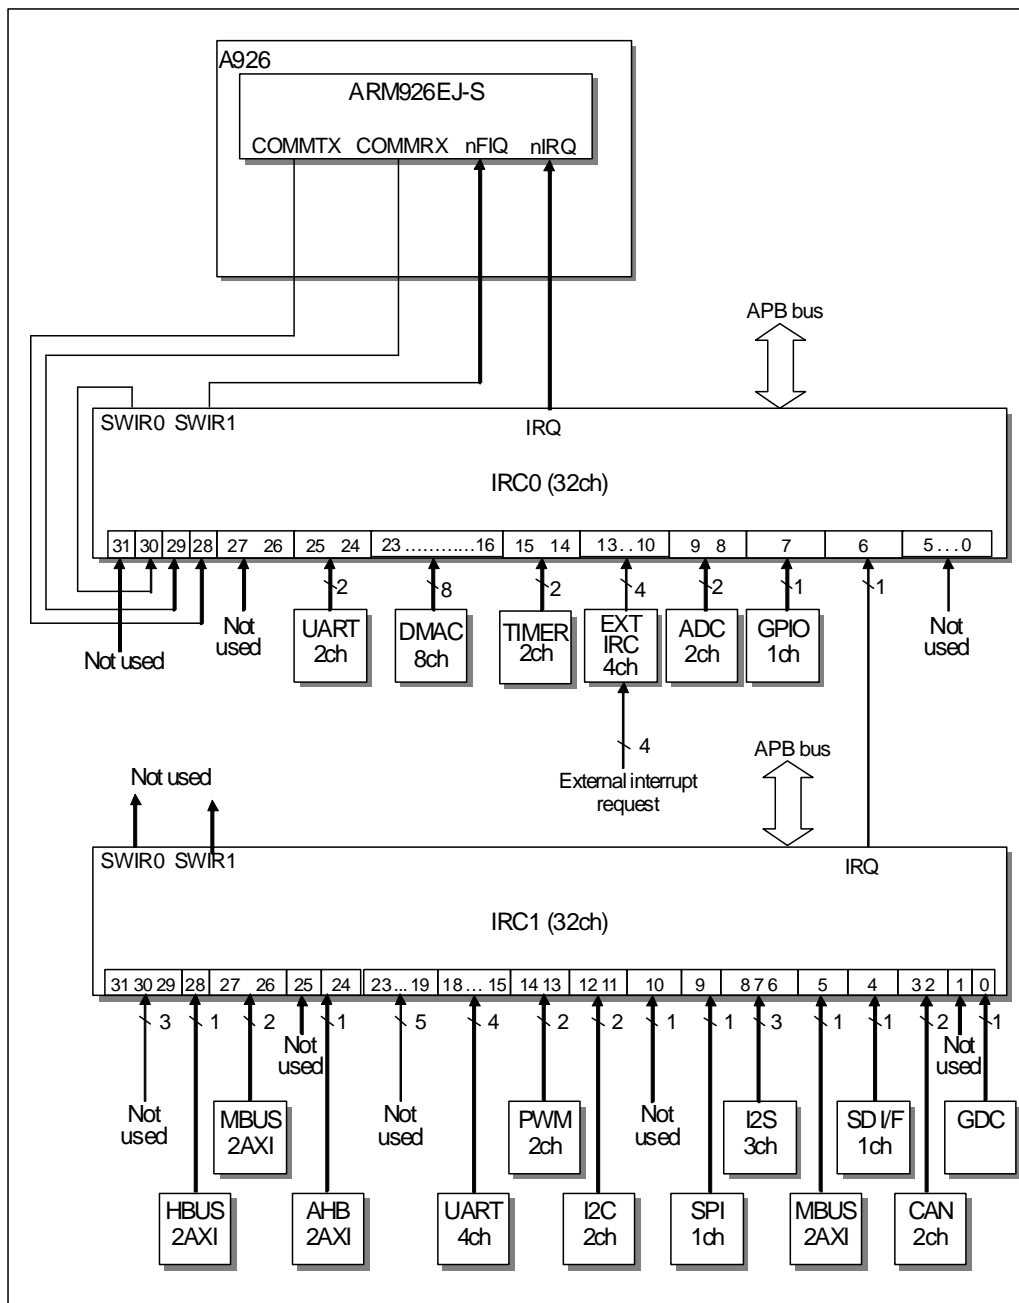 A926
ARM926EJ-S
COMMTX COMMRX nFIQ nIRQ
APB bus
SWIR0 SWIR1 IRQ
IRC0 (32ch)
31 30 29 28 27 26 25 24 23 ............16 15 14 13 . . 10 9 8 7 6 5 . . . 0
2 8 2 4 2 1 1
Not used
Not
used
UART
2ch
DMAC
8ch
TIMER
2ch
EXT
IRC
4ch
ADC
2ch
GPIO
1ch
Not
used
4
External interrupt
request
APB bus
Not used
SWIR0 SWIR1 IRQ
IRC1 (32ch)
31 30 29 28 27 26 25 24 23 ... 19 18 ... 15 14 13 12 11 10 9 8 7 6 5 4 3 2 1 0
3 1 2 1 5 4 2 2 1 1 3 1 1 2 1
Not
used
Not
used
Not
used
MBUS
2AXI
Not
used
PWM
2ch
Not
used
I2S
3ch
SD I/F
1ch
GDC
HBUS
2AXI
AHB
2AXI
UART
4ch
I2C
2ch
SPI
1ch
MBUS
2AXI
CAN
2ch